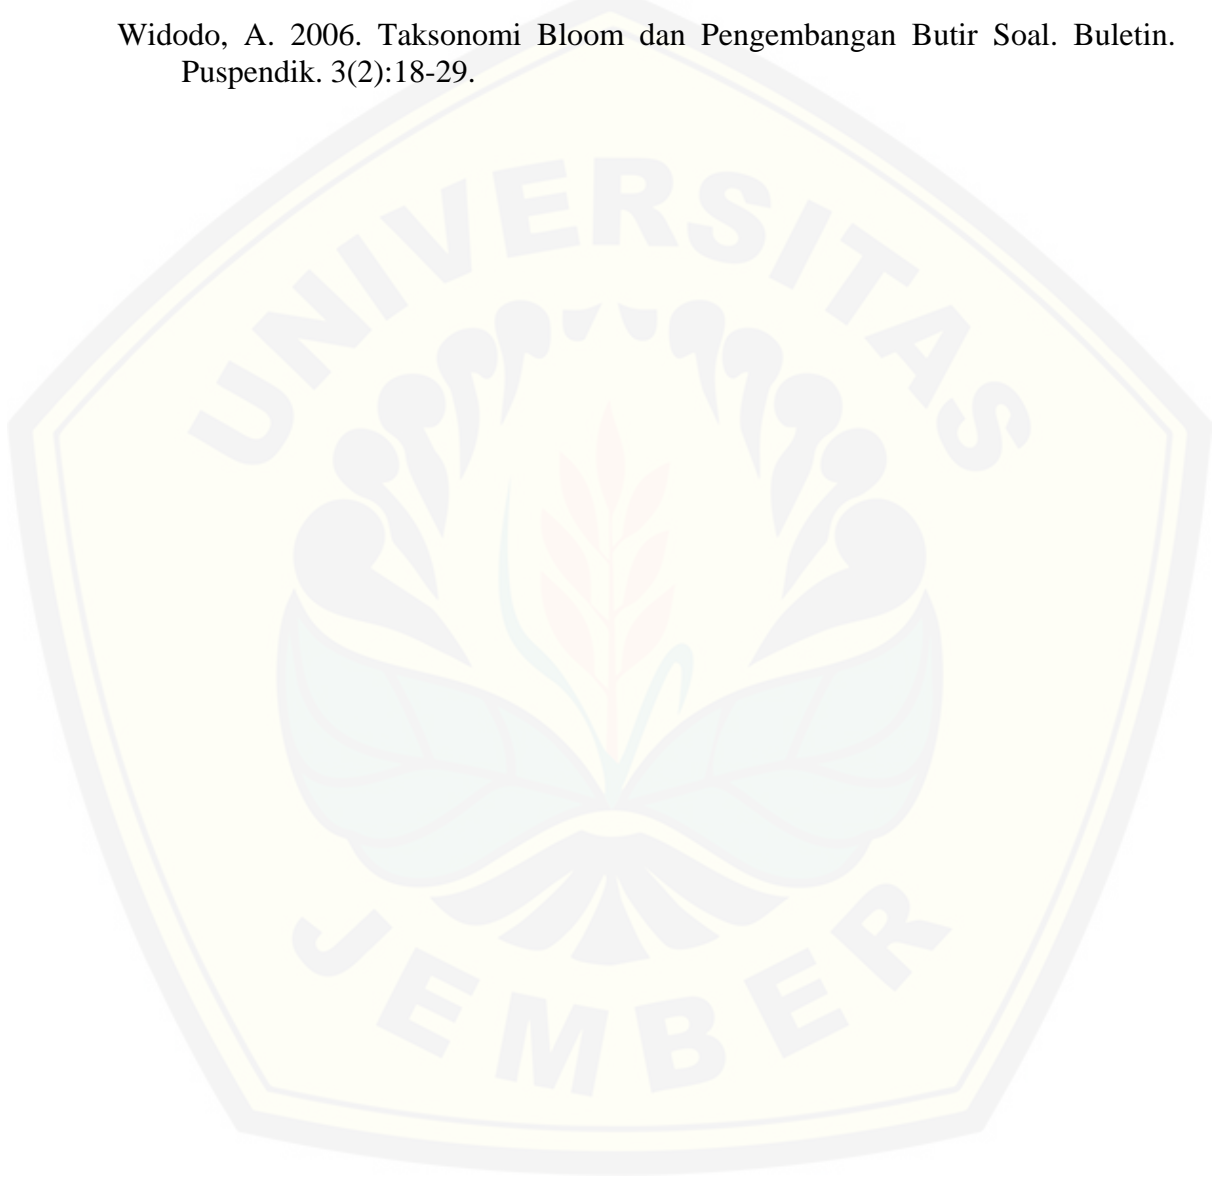 Widodo, A. 2006. Taksonomi Bloom dan Pengembangan Butir Soal. Buletin.
Puspendik. 3(2):18-29.
UNIVERSITAS
JEMBER